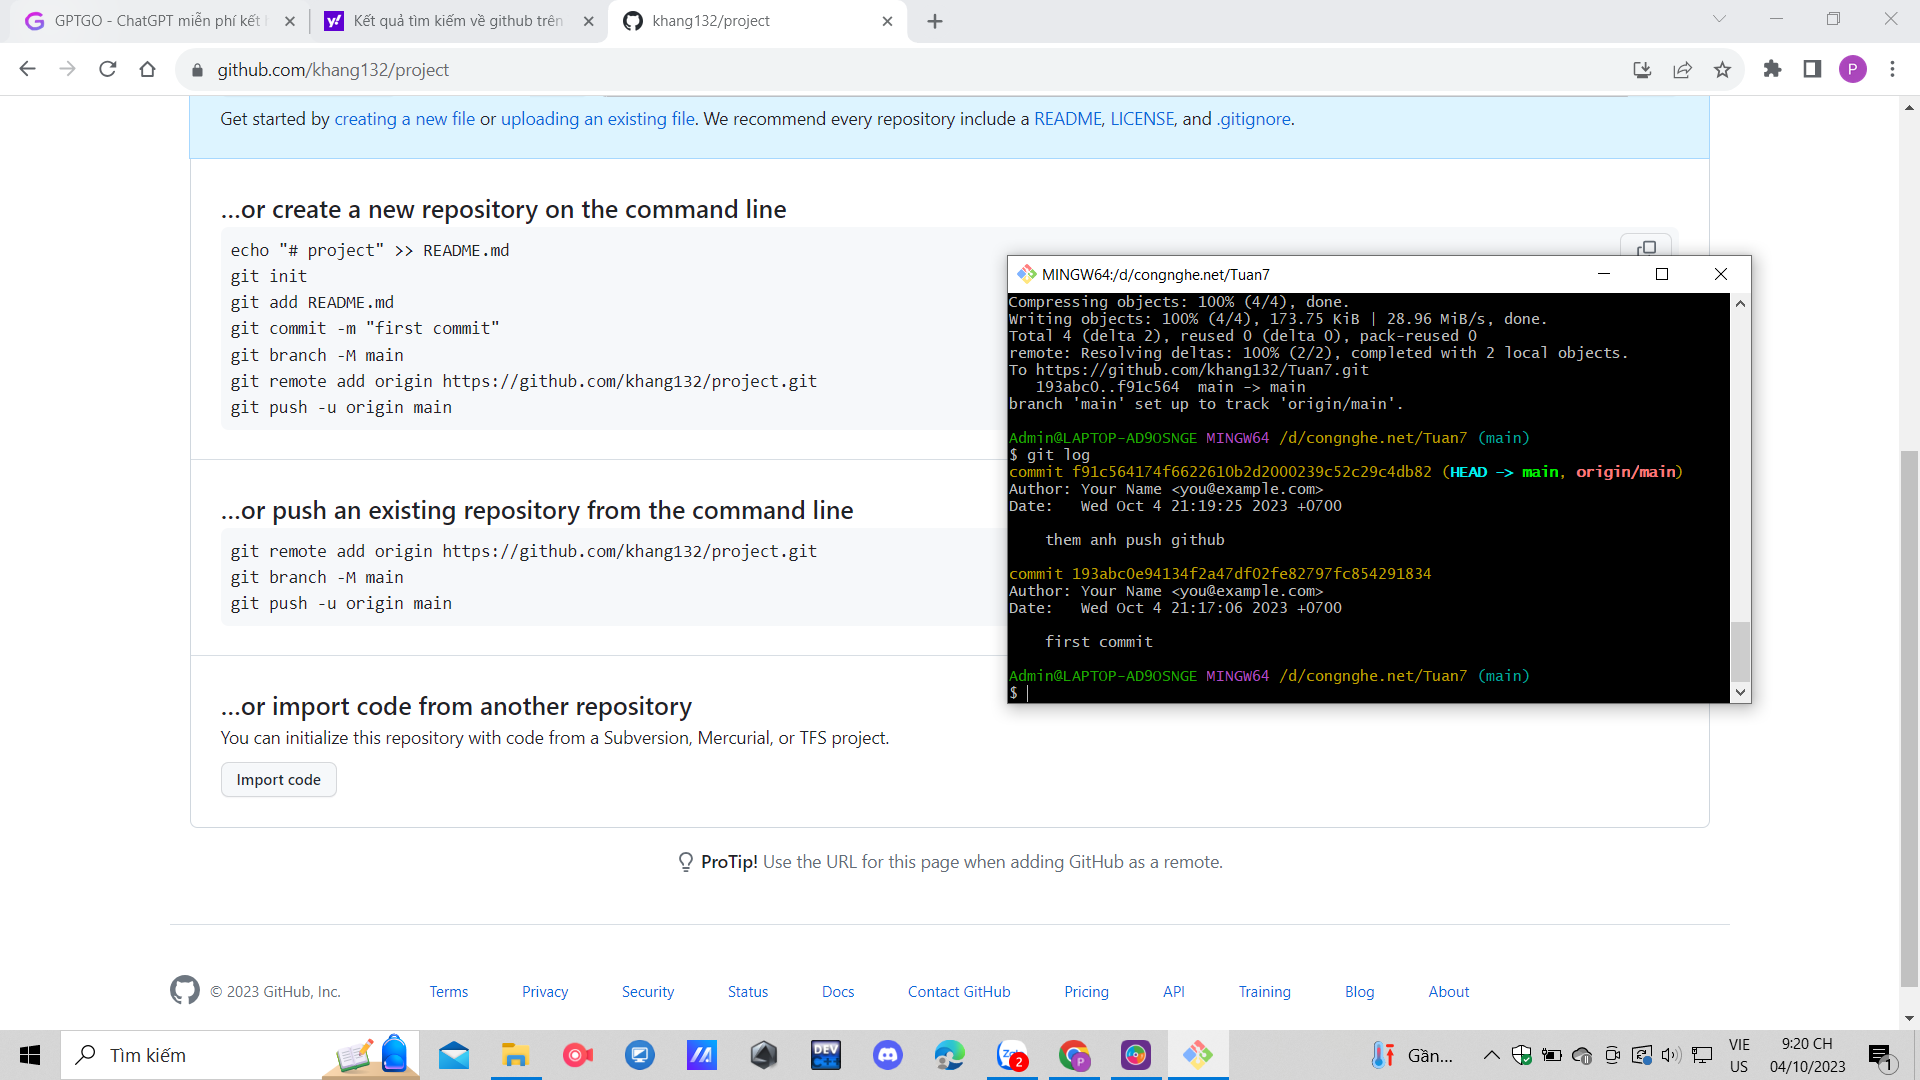 GPTGO - ChatGPT miễn phí kết
Kết quả tìm kiếm về github trên
khang132/project
github.com/khang132/project
P
Get started by creating a new file or uploading an existing file. We recommend every repository include a README, LICENSE, and .gitignore.
...or create a new repository on the command line
echo "# project" >> README.md
git init
git add README.md
git commit -m "first commit"
git branch -M main
git remote add origin https://github.com/khang132/project.git
git push -u origin main
...or push an existing repository from the command line
git remote add origin https://github.com/khang132/project.git
git branch -M main
git push -u origin main
...or import code from another repository
You can initialize this repository with code from a Subversion, Mercurial, or TFS project.
Import code
MINGW64:/d/congnghe.net/Tuan7
Compressing objects: 100% (4/4), done.
Writing objects: 100% (4/4), 173.75 KiB | 28.96 MiB/s, done.
Total 4 (delta 2), reused 0 (delta 0), pack-reused 0
remote: Resolving deltas: 100% (2/2), completed with 2 local objects.
To https://github.com/khang132/Tuan7.git
193abc0..f91c564 main -> main
branch 'main' set up to track 'origin/main'.
Admin@LAPTOP-AD9OSNGE MINGW64 /d/congnghe.net/Tuan7 (main)
$ git log
commit f91c564174f6622610b2d2000239c52c29c4db82 (HEAD -> main, origin/main)
Author: Your Name <you@example.com>
Date: Wed Oct 4 21:19:25 2023 +0700
them anh push github
commit 193abc0e94134f2a47df02fe82797fc854291834
Author: Your Name <you@example.com>
Date: Wed Oct 4 21:17:06 2023 +0700
first commit
Admin@LAPTOP-AD9OSNGE MINGW64 /d/congnghe.net/Tuan7 (main)
$
ProTip! Use the URL for this page when adding GitHub as a remote.
© 2023 GitHub, Inc.
Terms
Privacy
Security
Status
Docs
Contact GitHub
Pricing
API
Training
Blog
About
Tìm kiếm
DEV
C++
2
P
Gần...
VIE
US
9:20 CH
04/10/2023
1